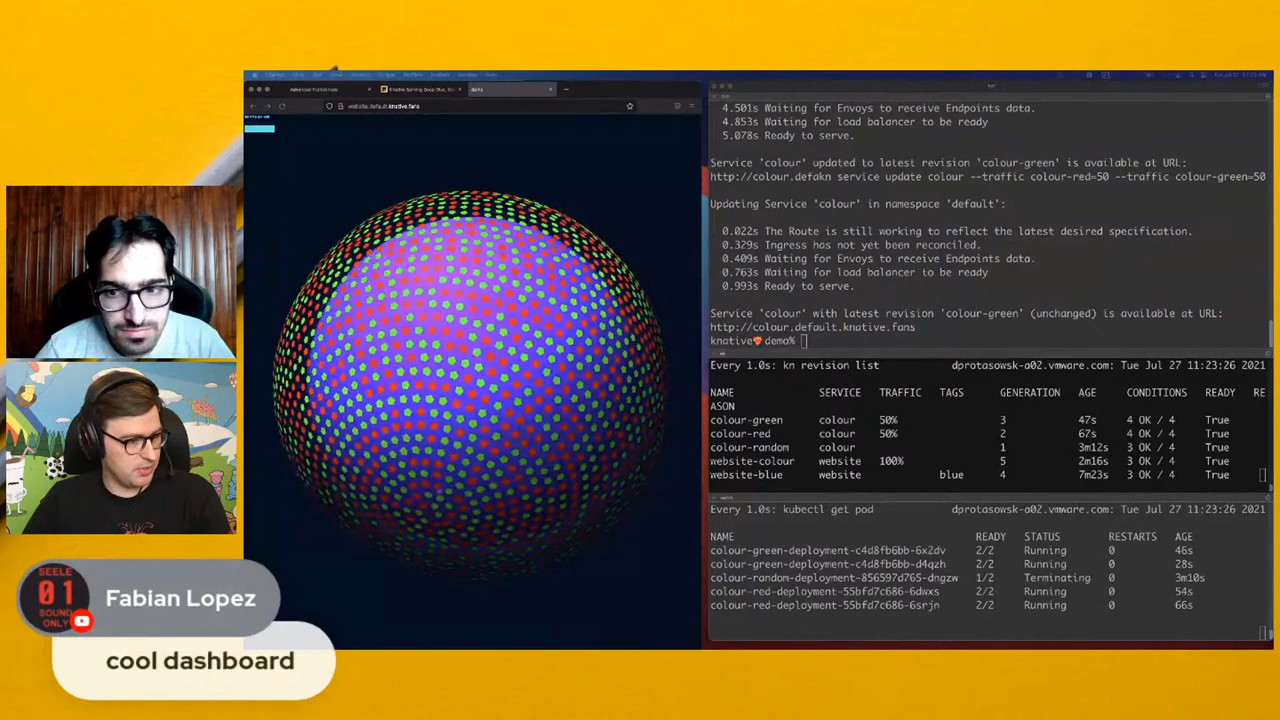 Advanced Preferences
Knative Serving Deep Dive, D
demo
website.default.knative.fans
4.501s Waiting for Envoys to receive Endpoints data.
4.853s Waiting for load balancer to be ready
5.078s Ready to serve.
Service 'colour' updated to latest revision 'colour-green' is available at URL:
http://colour.defakn service update colour --traffic colour-red=50 --traffic colour-green=50
Updating Service 'colour' in namespace 'default':
0.022s The Route is still working to reflect the latest desired specification.
0.329s Ingress has not yet been reconciled.
0.409s Waiting for Envoys to receive Endpoints data.
0.763s Waiting for load balancer to be ready
0.993s Ready to serve.
Service 'colour' with latest revision 'colour-green' (unchanged) is available at URL:
http://colour.default.knative.fans
knative❤️‍🔥demo%
Every 1.0s: kn revision list dprotasowsk-a02.vmware.com: Tue Jul 27 11:23:26 2021
NAME SERVICE TRAFFIC TAGS GENERATION AGE CONDITIONS READY RE
ASON
colour-green colour 50% 3 47s 4 OK / 4 True
colour-red colour 50% 2 67s 4 OK / 4 True
colour-random colour 1 3m12s 3 OK / 4 True
website-colour website 100% 5 2m16s 3 OK / 4 True
website-blue website blue 4 7m23s 3 OK / 4 True
Every 1.0s: kubectl get pod dprotasowsk-a02.vmware.com: Tue Jul 27 11:23:26 2021
NAME READY STATUS RESTARTS AGE
colour-green-deployment-c4d8fb6bb-6x2dv 2/2 Running 0 46s
colour-green-deployment-c4d8fb6bb-d4qzh 2/2 Running 0 28s
colour-random-deployment-856597d765-dngzw 1/2 Terminating 0 3m10s
colour-red-deployment-55bfd7c686-6dwxs 2/2 Running 0 54s
colour-red-deployment-55bfd7c686-6srjn 2/2 Running 0 66s
SEELE
01
SOUND
ONLY
Fabian Lopez
cool dashboard